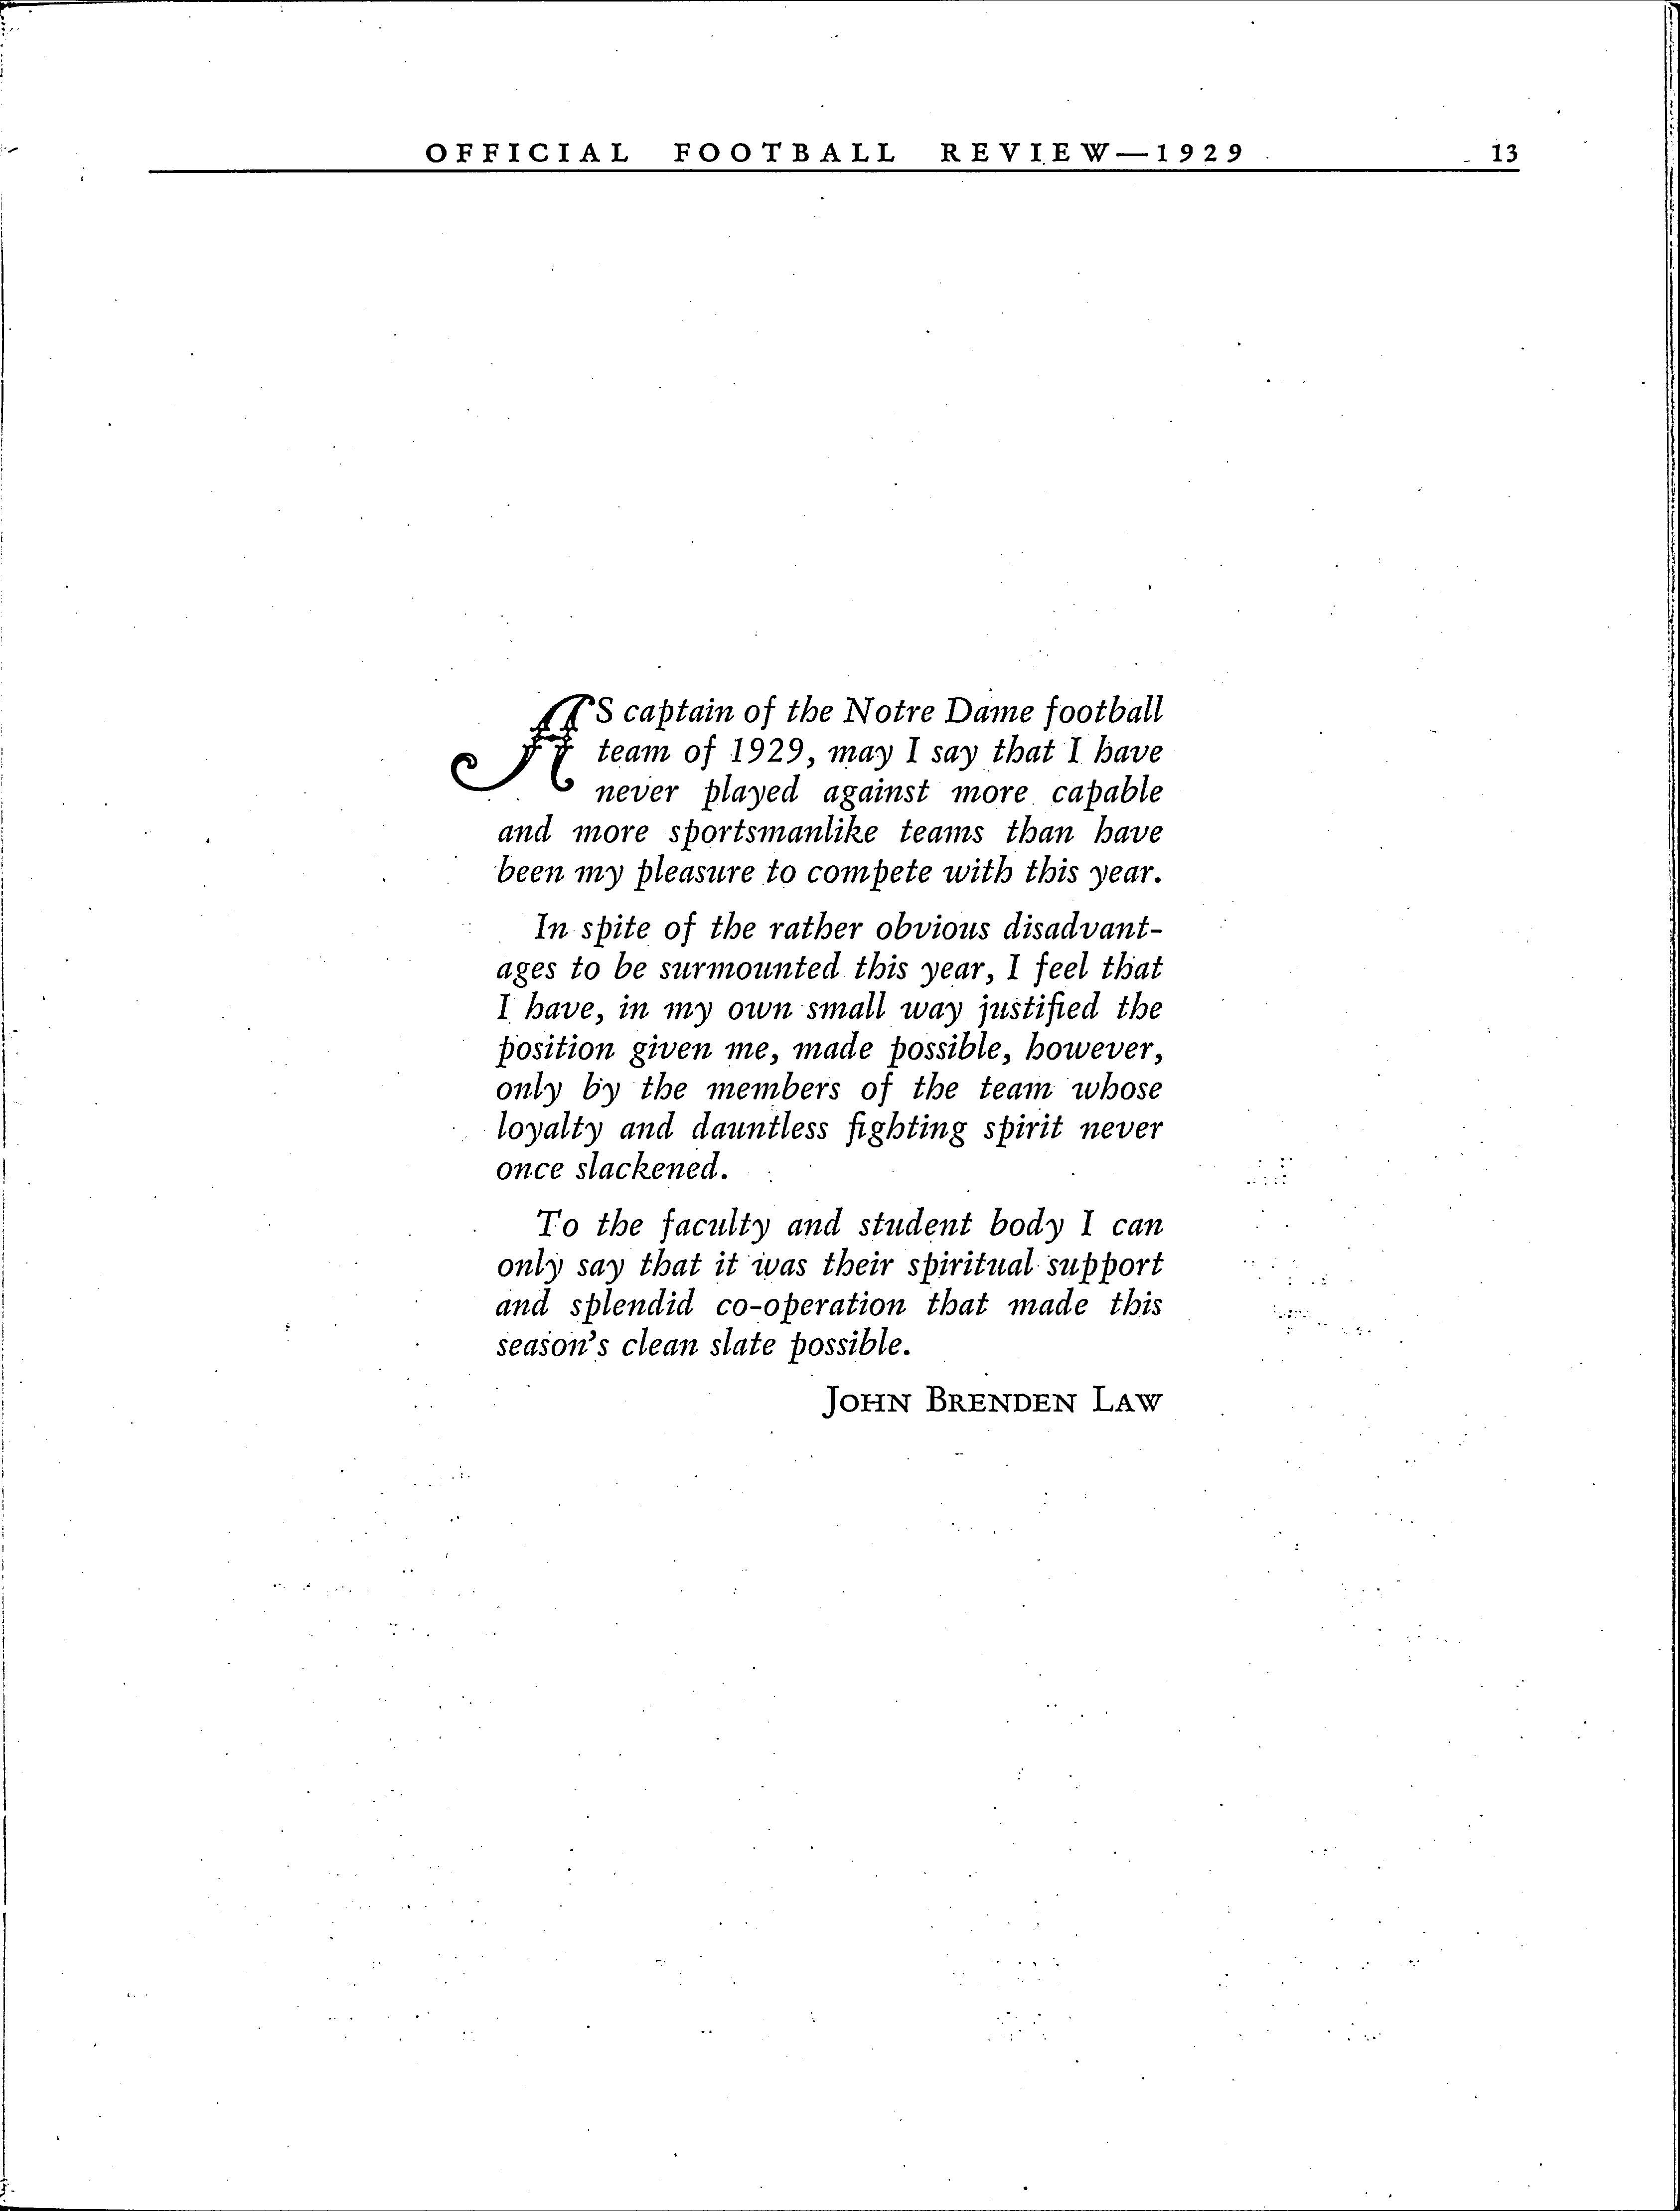 OFFICIAL FOOTBALL REVIEW—1929 13
AS captain of the Notre Dame football
team of 1929, may I say that I have
never played against more capable
and more sportsmanlike teams than have
been my pleasure to compete with this year.
In spite of the rather obvious disadvant-
ages to be surmounted this year, I feel that
I have, in my own small way justified the
position given me, made possible, however,
only by the members of the team whose
loyalty and dauntless fighting spirit never
once slackened.
To the faculty and student body I can
only say that it was their spiritual support
and splendid co-operation that made this
season's clean slate possible.
JOHN BRENDEN LAW